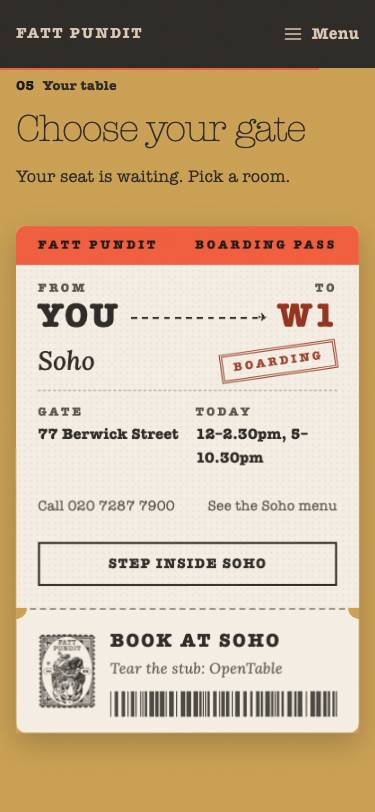 FATT PUNDIT
Menu
05 Your table
Choose your gate
Your seat is waiting. Pick a room.
FATT PUNDIT
BOARDING PASS
FROM
TO
YOU
W1
Soho
BOARDING
GATE
TODAY
77 Berwick Street
12–2.30pm, 5–
10.30pm
Call 020 7287 7900
See the Soho menu
STEP INSIDE SOHO
FATT
PUNDIT
BOOK AT SOHO
Tear the stub: OpenTable